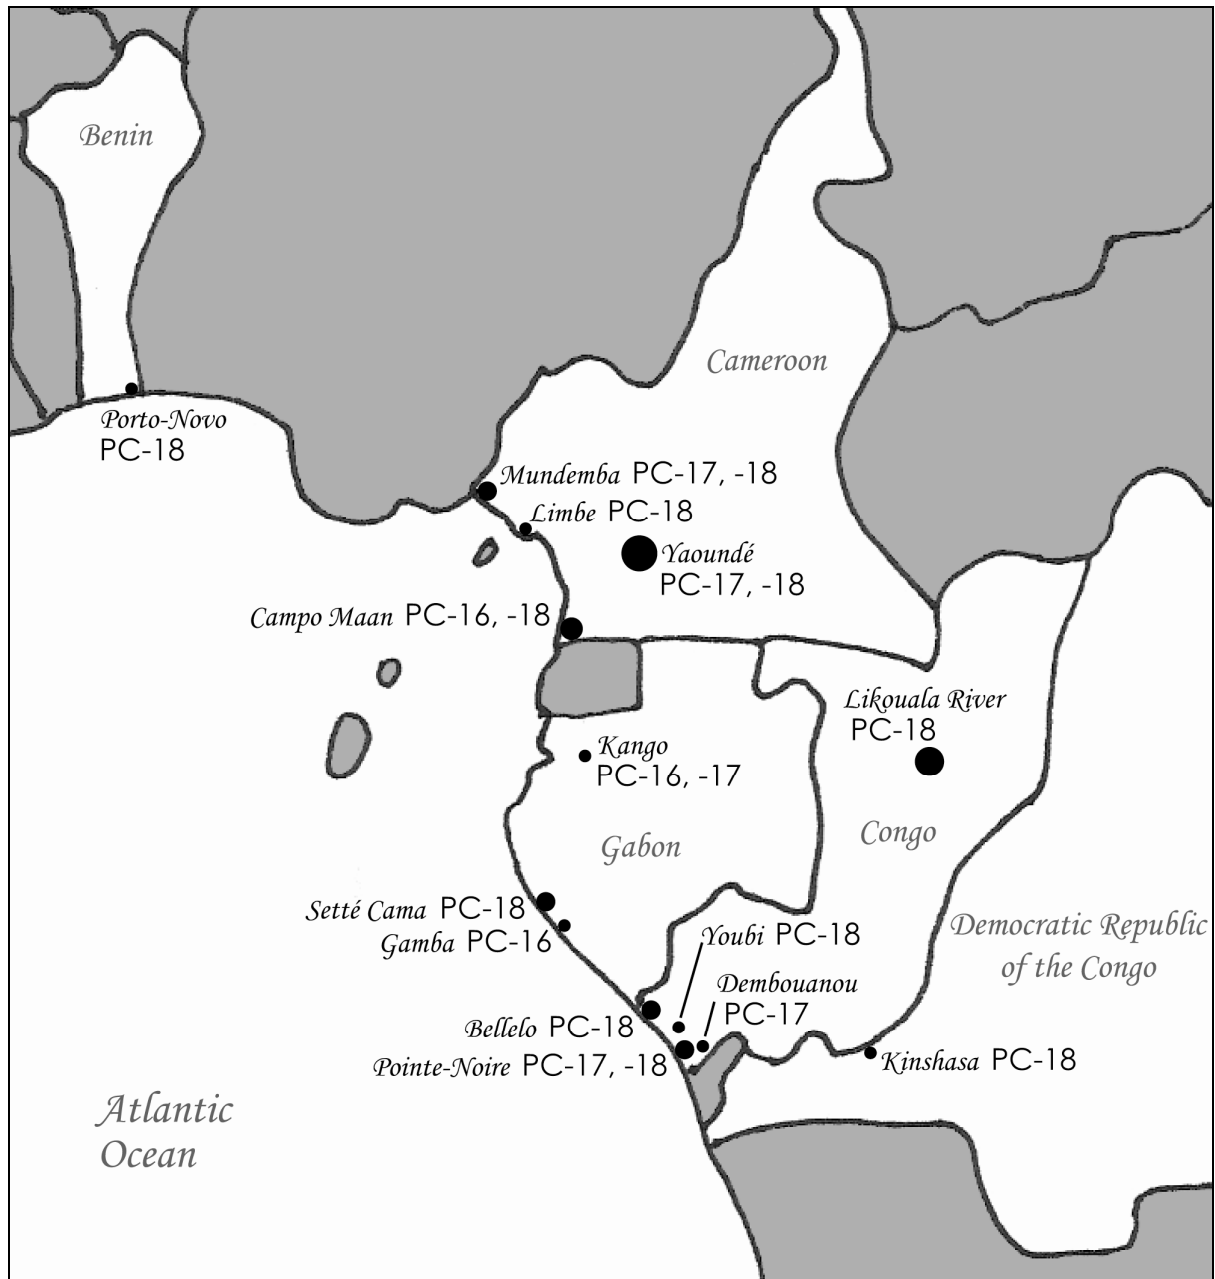 Benin
Cameroon
Porto-Novo
PC-18
Mundemba PC-17, -18
Limbe PC-18
Yaoundé
PC-17, -18
Campo Maan PC-16, -18
Likouala River
PC-18
Kango
PC-16, -17
Congo
Gabon
Setté Cama PC-18
Gamba PC-16
Youbi PC-18
Democratic Republic
of the Congo
Dembouanou
PC-17
Bellelo PC-18
Pointe-Noire PC-17, -18
Kinshasa PC-18
Atlantic
Ocean